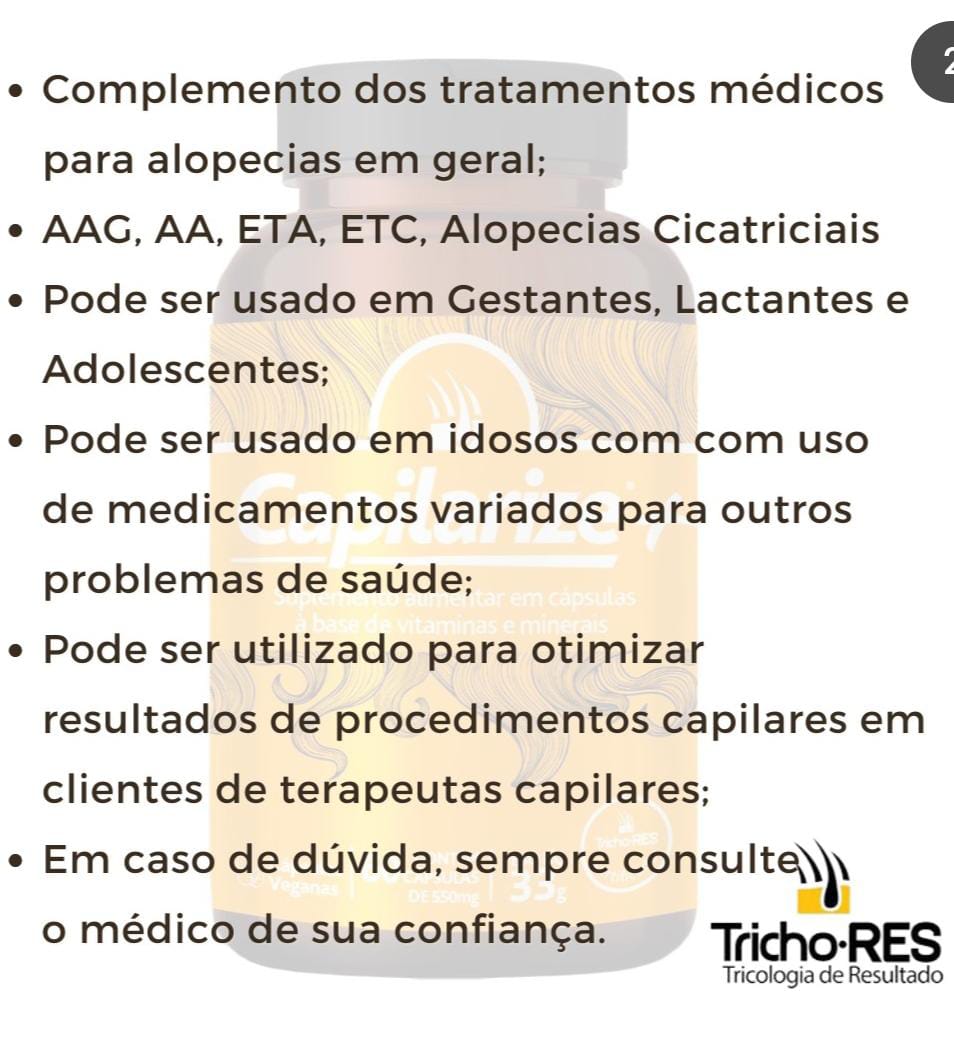 2
• Complemento dos tratamentos médicos
para alopecias em geral;
• AAG, AA, ETA, ETC, Alopecias Cicatriciais
• Pode ser usado em Gestantes, Lactantes e
Adolescentes;
• Pode ser usado em idosos com com uso
de medicamentos variados para outros
problemas de saúde;
• Pode ser utilizado para otimizar
resultados de procedimentos capilares em
clientes de terapeutas capilares;
• Em caso de dúvida, sempre consulte
o médico de sua confiança.
Capilarize
Suplemento alimentar em cápsulas
à base de vitaminas e minerais
Tricho-RES
Veganas
CÁPSULAS
DE 550mg
33g
Tricho·RES
Tricologia de Resultado